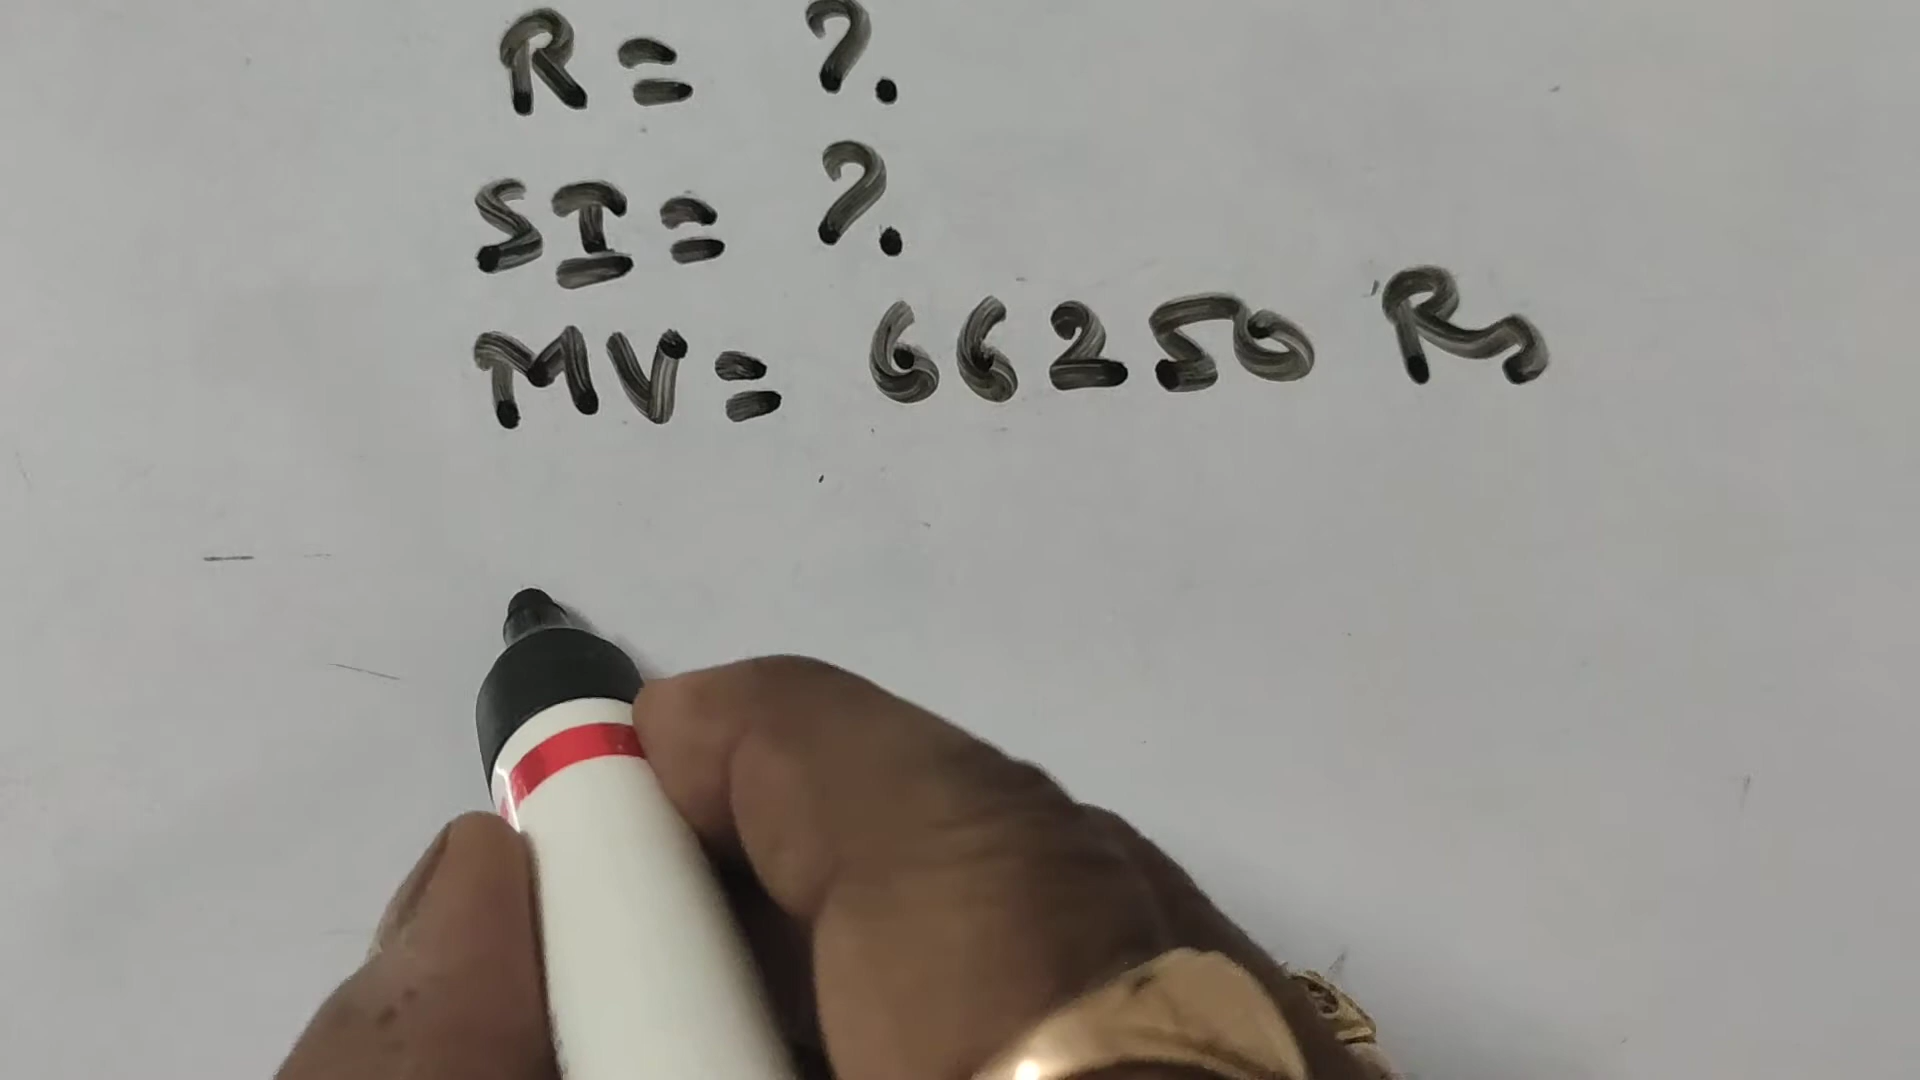 R = ?.
SI = ?.
MV = 66250 Rs